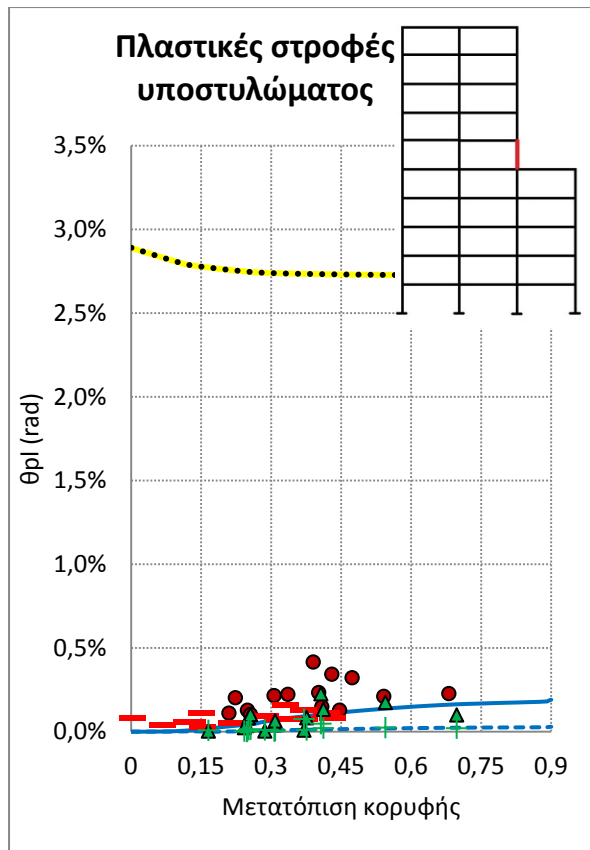 Πλαστικές στροφές
υποστυλώματος
3,5%
3,0%
2,5%
2,0%
1,5%
1,0%
0,5%
0,0%
θpl (rad)
0 0,15 0,3 0,45 0,6 0,75 0,9
Μετατόπιση κορυφής